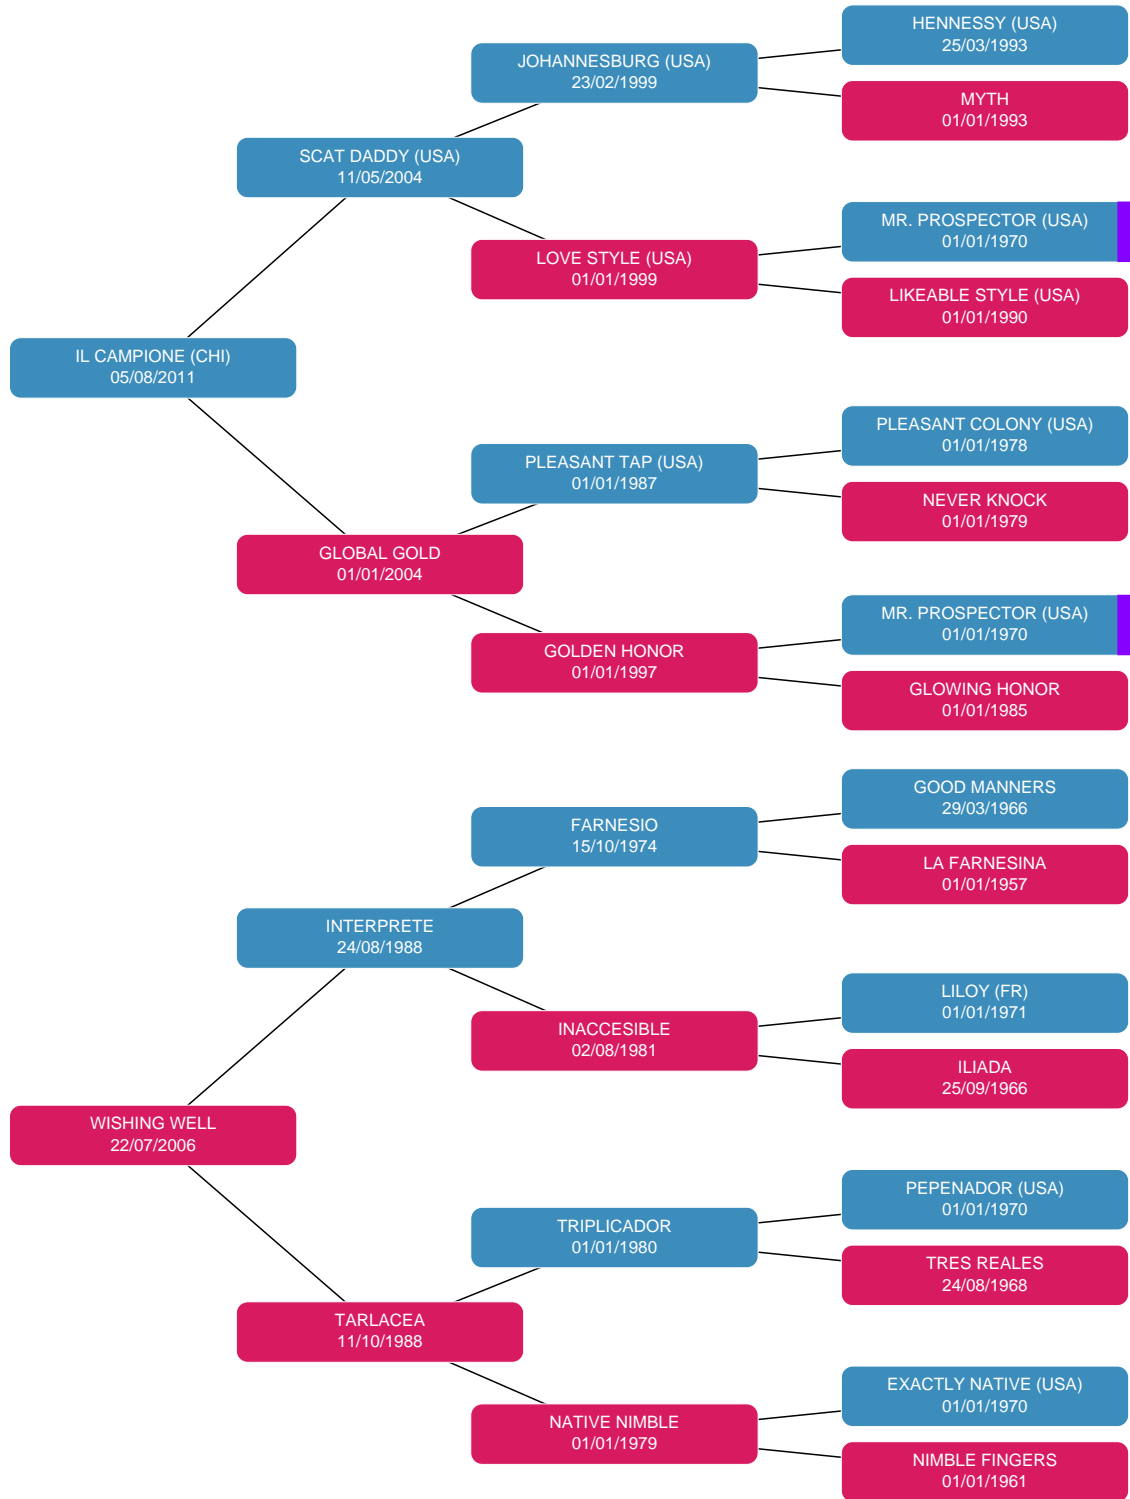 HENNESSY (USA)
25/03/1993
JOHANNESBURG (USA)
23/02/1999
MYTH
01/01/1993
SCAT DADDY (USA)
11/05/2004
MR. PROSPECTOR (USA)
01/01/1970
LOVE STYLE (USA)
01/01/1999
LIKEABLE STYLE (USA)
01/01/1990
IL CAMPIONE (CHI)
05/08/2011
PLEASANT COLONY (USA)
01/01/1978
PLEASANT TAP (USA)
01/01/1987
NEVER KNOCK
01/01/1979
GLOBAL GOLD
01/01/2004
MR. PROSPECTOR (USA)
01/01/1970
GOLDEN HONOR
01/01/1997
GLOWING HONOR
01/01/1985
GOOD MANNERS
29/03/1966
FARNESIO
15/10/1974
LA FARNESINA
01/01/1957
INTERPRETE
24/08/1988
LILOY (FR)
01/01/1971
INACCESIBLE
02/08/1981
ILIADA
25/09/1966
WISHING WELL
22/07/2006
PEPENADOR (USA)
01/01/1970
TRIPLICADOR
01/01/1980
TRES REALES
24/08/1968
TARLACEA
11/10/1988
EXACTLY NATIVE (USA)
01/01/1970
NATIVE NIMBLE
01/01/1979
NIMBLE FINGERS
01/01/1961